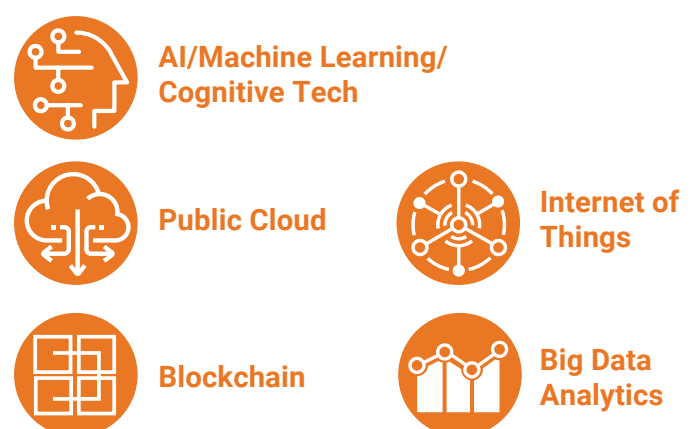 AI/Machine Learning/
Cognitive Tech
Public Cloud
Internet of
Things
Blockchain
Big Data
Analytics